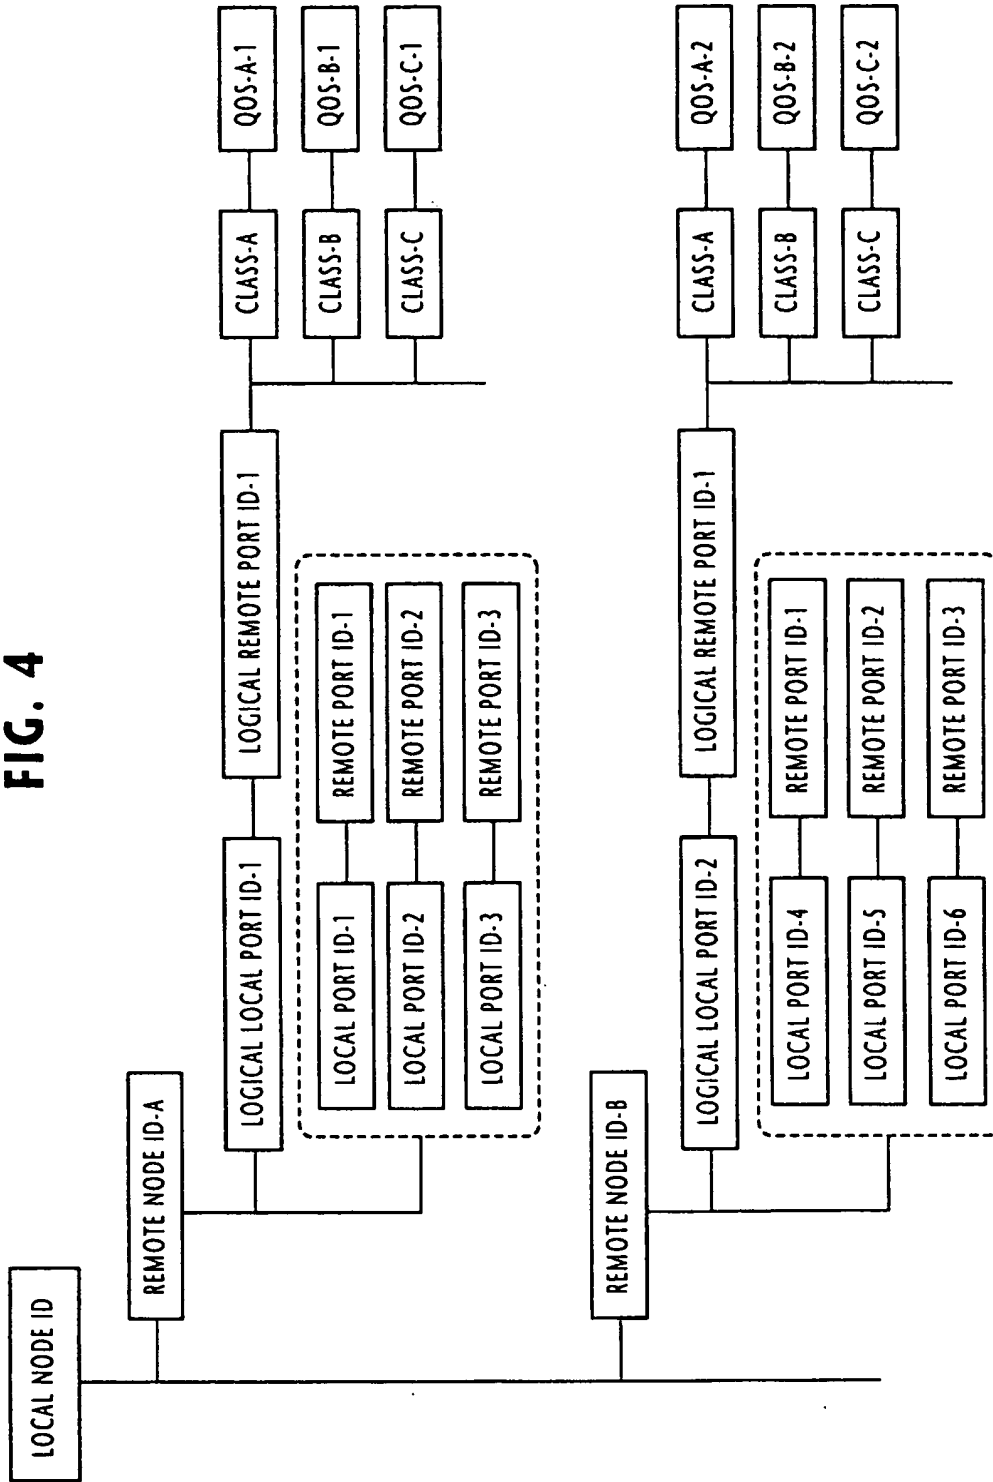 FIG. 4
LOCAL NODE ID
REMOTE NODE ID-A
LOGICAL LOCAL PORT ID-1
LOGICAL REMOTE PORT ID-1
CLASS-A
QOS-A-1
CLASS-B
QOS-B-1
CLASS-C
QOS-C-1
LOCAL PORT ID-1
REMOTE PORT ID-1
LOCAL PORT ID-2
REMOTE PORT ID-2
LOCAL PORT ID-3
REMOTE PORT ID-3
REMOTE NODE ID-B
LOGICAL LOCAL PORT ID-2
LOGICAL REMOTE PORT ID-1
CLASS-A
QOS-A-2
CLASS-B
QOS-B-2
CLASS-C
QOS-C-2
LOCAL PORT ID-4
REMOTE PORT ID-1
LOCAL PORT ID-5
REMOTE PORT ID-2
LOCAL PORT ID-6
REMOTE PORT ID-3